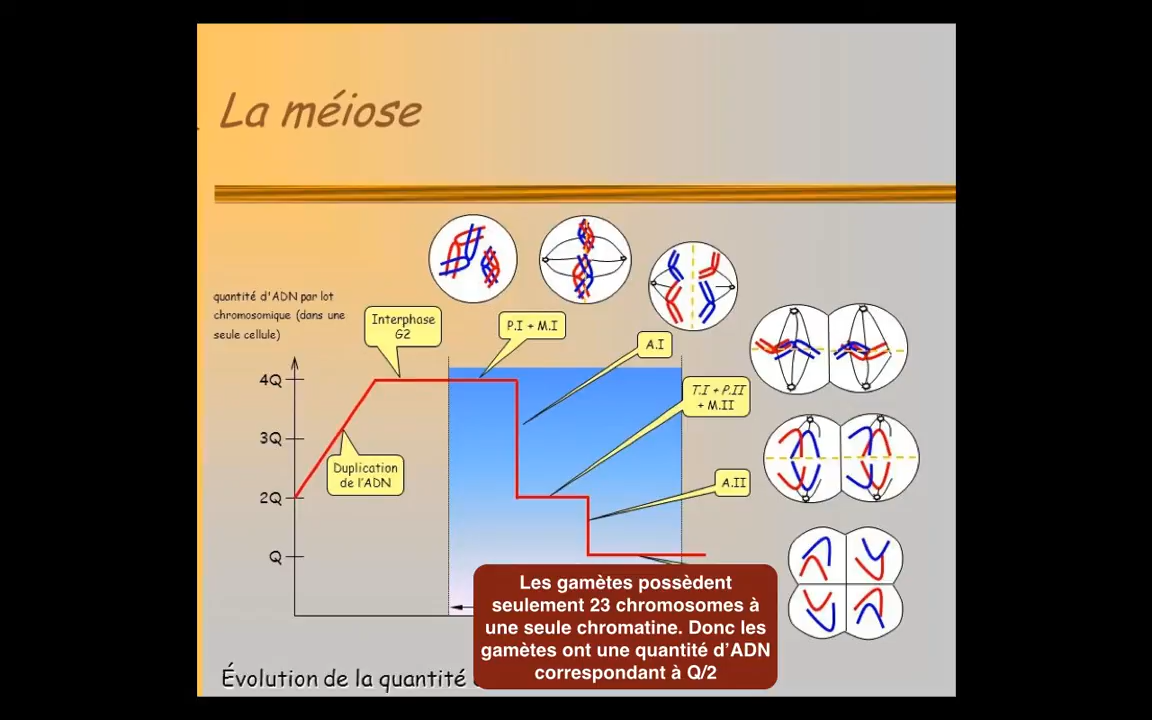 La méiose
quantité d'ADN par lot
chromosomique (dans une
seule cellule)
Interphase
G2
P.I + M.I
A.I
4Q
T.I + P.II
+ M.II
3Q
Duplication
de l'ADN
A.II
2Q
Q
Les gamètes possèdent
seulement 23 chromosomes à
une seule chromatine. Donc les
gamètes ont une quantité d’ADN
correspondant à Q/2
Évolution de la quantité